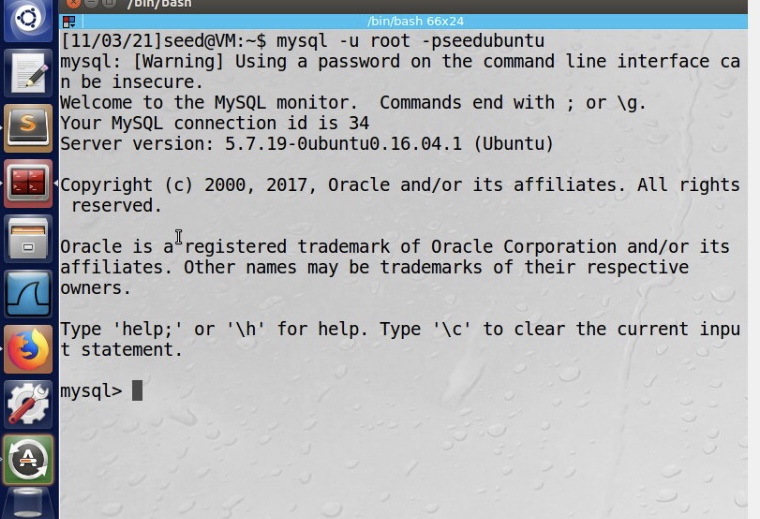 /bin/bash
/bin/bash 66x24
[11/03/21]seed@VM:~$ mysql -u root -pseedubuntu
mysql: [Warning] Using a password on the command line interface ca
n be insecure.
Welcome to the MySQL monitor.  Commands end with ; or \g.
Your MySQL connection id is 34
Server version: 5.7.19-0ubuntu0.16.04.1 (Ubuntu)

Copyright (c) 2000, 2017, Oracle and/or its affiliates. All rights
 reserved.

Oracle is a registered trademark of Oracle Corporation and/or its
affiliates. Other names may be trademarks of their respective
owners.

Type 'help;' or '\h' for help. Type '\c' to clear the current inpu
t statement.

mysql>